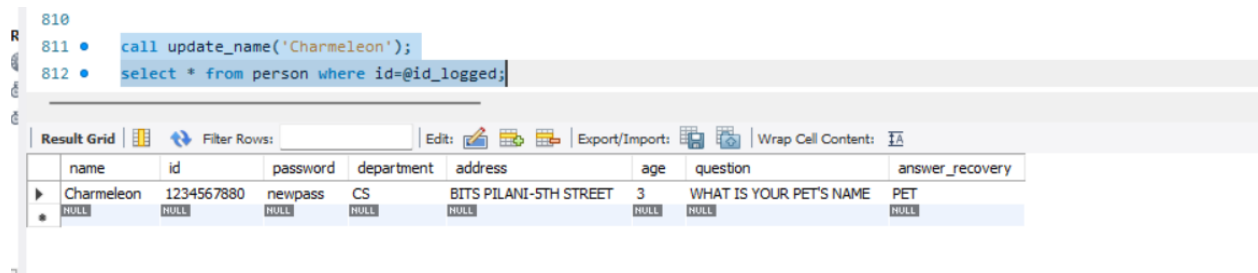 810
811 call update_name('Charmeleon');
812 select * from person where id=@id_logged;
Result Grid Filter Rows: Edit: Export/Import: Wrap Cell Content:
name id password department address age question answer_recovery
Charmeleon 1234567880 newpass CS BITS PILANI-5TH STREET 3 WHAT IS YOUR PET'S NAME PET
NULL NULL NULL NULL NULL NULL NULL NULL